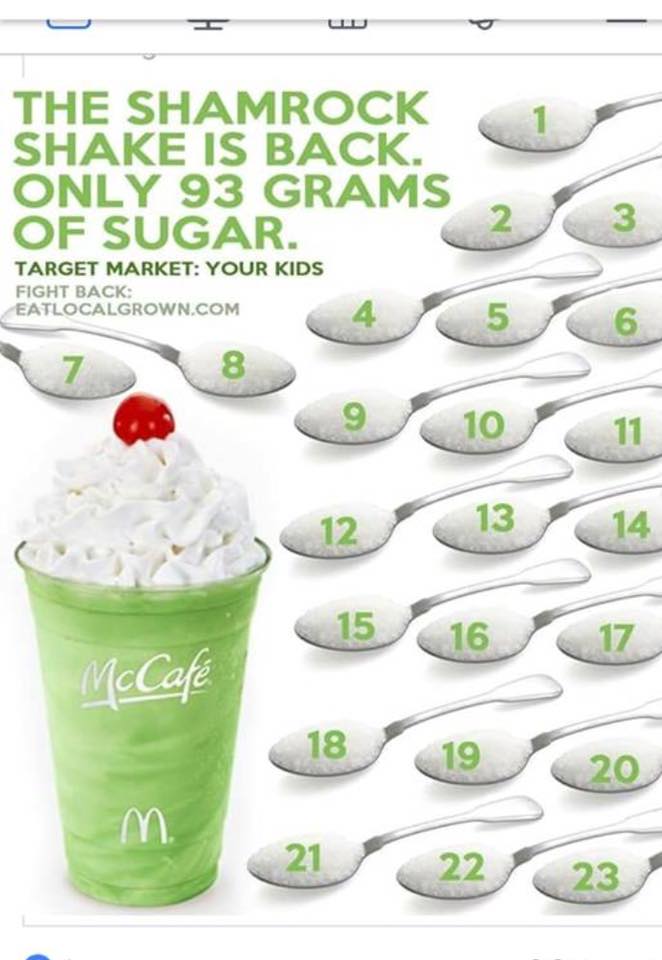 THE SHAMROCK
SHAKE IS BACK.
ONLY 93 GRAMS
OF SUGAR.
TARGET MARKET: YOUR KIDS
FIGHT BACK:
EATLOCALGROWN.COM
1
2
3
4
5
6
7
8
9
10
11
12
13
14
15
16
17
18
19
20
21
22
23
McCafé
M.